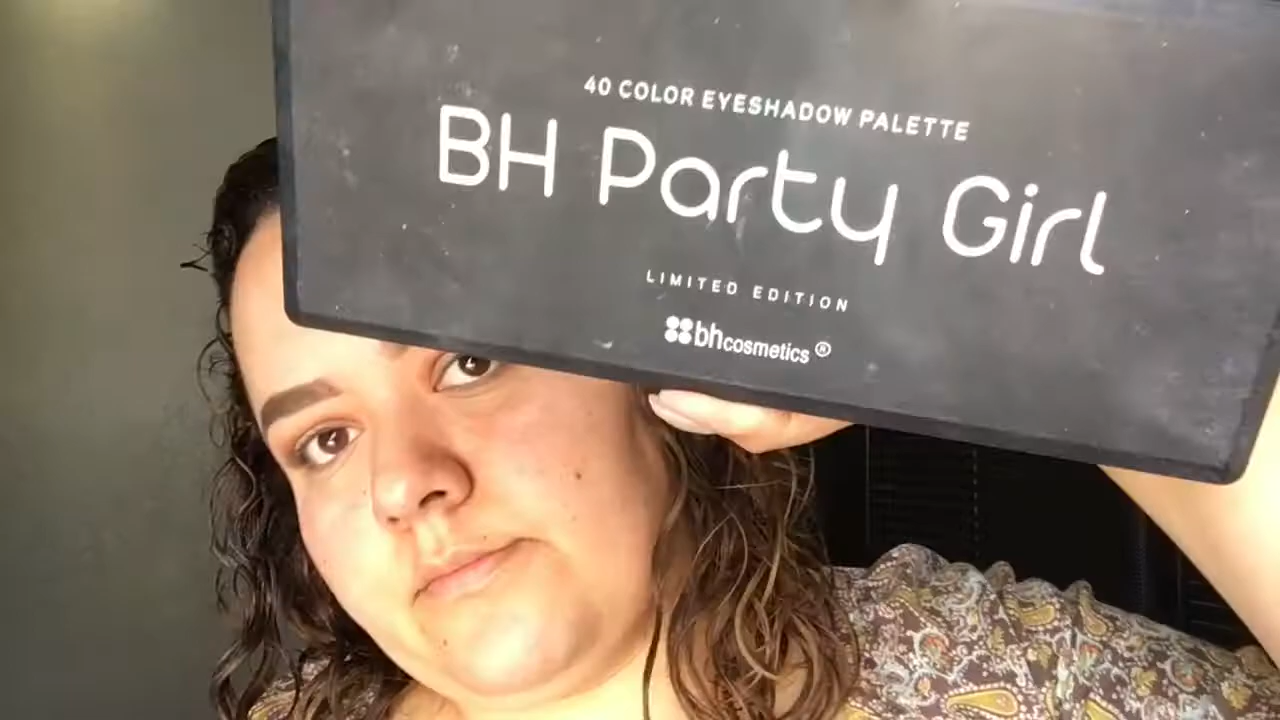 40 COLOR EYESHADOW PALETTE
BH Party Girl
LIMITED EDITION
bhcosmetics®